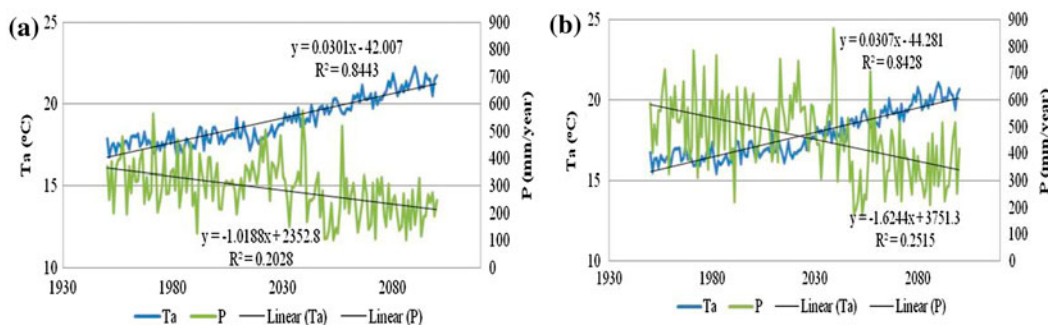 (a)
25
20
15
10
Ta (°C)
y = 0.0301x - 42.007
R² = 0.8443
y = -1.0188x + 2352.8
R² = 0.2028
900
800
700
600
500
400
300
200
100
0
P (mm/year)
1930
1980
2030
2080
Ta
P
Linear (Ta)
Linear (P)
(b)
25
20
15
10
Ta (°C)
y = 0.0307x - 44.281
R² = 0.8428
y = -1.6244x + 3751.3
R² = 0.2515
900
800
700
600
500
400
300
200
100
0
P (mm/year)
1930
1980
2030
2080
Ta
P
Linear (Ta)
Linear (P)